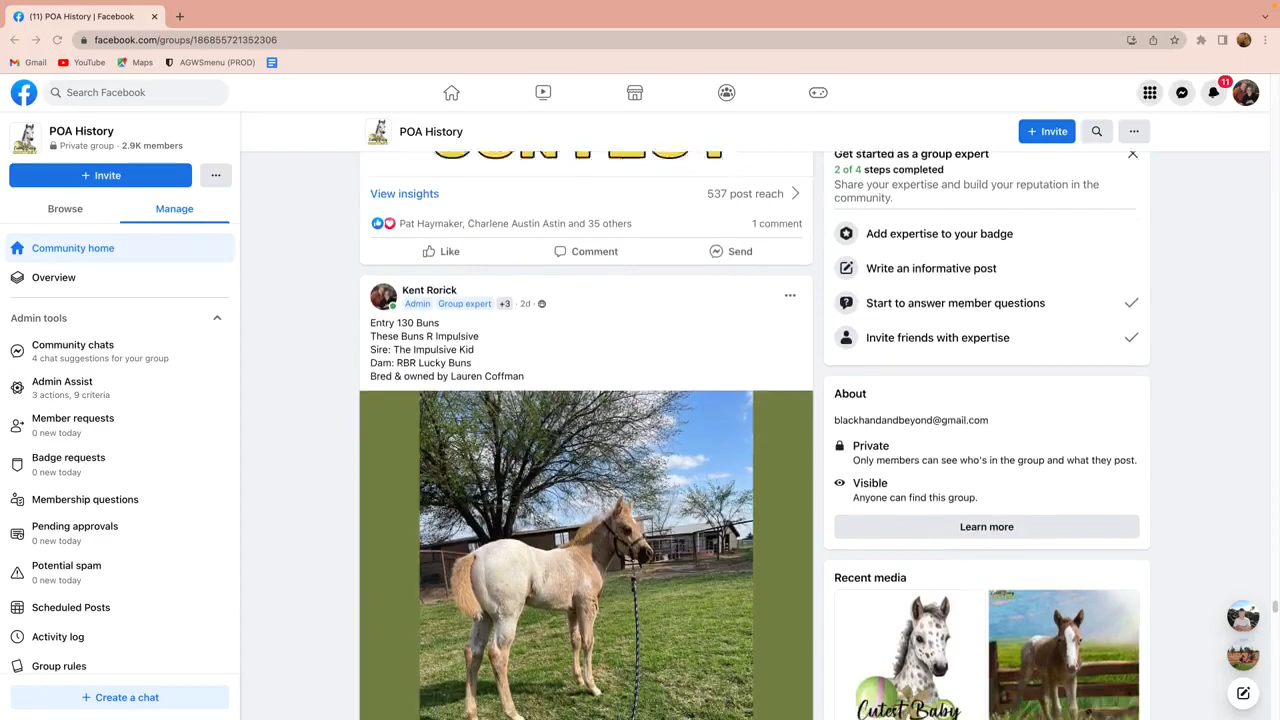 (11) POA History | Facebook
facebook.com/groups/186855721352306
Gmail
YouTube
Maps
AGWSmenu (PROD)
Search Facebook
11
POA History
Private group · 2.9K members
+ Invite
Browse
Manage
Community home
Overview
Admin tools
Community chats
4 chat suggestions for your group
Admin Assist
3 actions, 9 criteria
Member requests
0 new today
Badge requests
0 new today
Membership questions
Pending approvals
0 new today
Potential spam
0 new today
Scheduled Posts
Activity log
Group rules
+ Create a chat
POA History
+ Invite
View insights
537 post reach
Pat Haymaker, Charlene Austin Astin and 35 others
1 comment
Like
Comment
Send
Kent Rorick
Admin Group expert +3 · 2d ·
Entry 130 Buns
These Buns R Impulsive
Sire: The Impulsive Kid
Dam: RBR Lucky Buns
Bred & owned by Lauren Coffman
Get started as a group expert
2 of 4 steps completed
Share your expertise and build your reputation in the
community.
Add expertise to your badge
Write an informative post
Start to answer member questions
Invite friends with expertise
About
blackhandandbeyond@gmail.com
Private
Only members can see who's in the group and what they post.
Visible
Anyone can find this group.
Learn more
Recent media
Cutest Baby